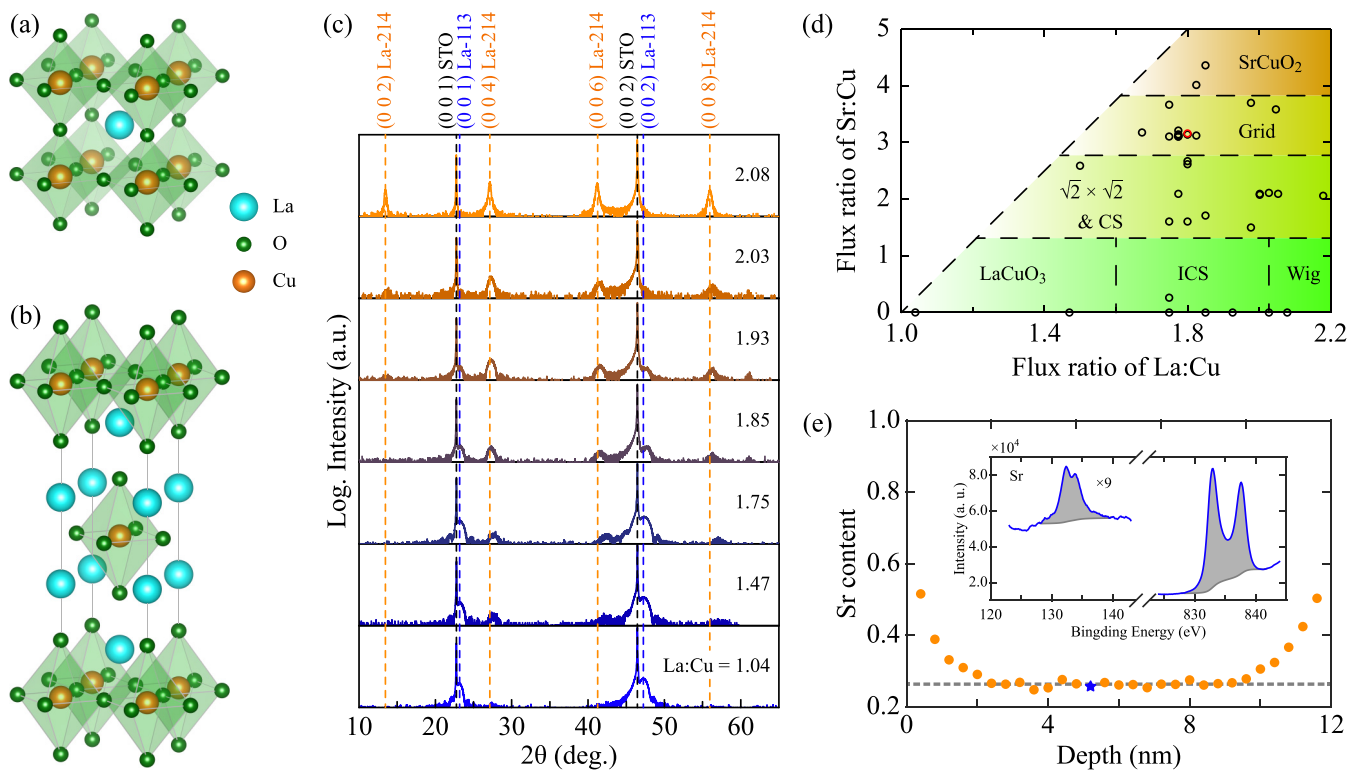 (a)
La
O
Cu
(b)
(c)
(0 0 2) La-214
(0 0 1) STO
(0 0 1) La-113
(0 0 4) La-214
(0 0 6) La-214
(0 0 2) STO
(0 0 2) La-113
(0 0 8)-La-214
2.08
2.03
1.93
1.85
1.75
1.47
La:Cu = 1.04
Log. Intensity (a.u.)
10 20 30 40 50 60
2θ (deg.)
(d)
5
4
3
2
1
0
Flux ratio of Sr:Cu
SrCuO₂
Grid
√2 × √2
& CS
LaCuO₃ ICS Wig
1.0 1.4 1.8 2.2
Flux ratio of La:Cu
(e)
1.0
0.8
0.6
0.4
0.2
Sr content
×10⁴
8.0
6.0
4.0
2.0
Intensity (a. u.)
Sr
×9
120 130 140 830 840
Bingding Energy (eV)
0 4 8 12
Depth (nm)